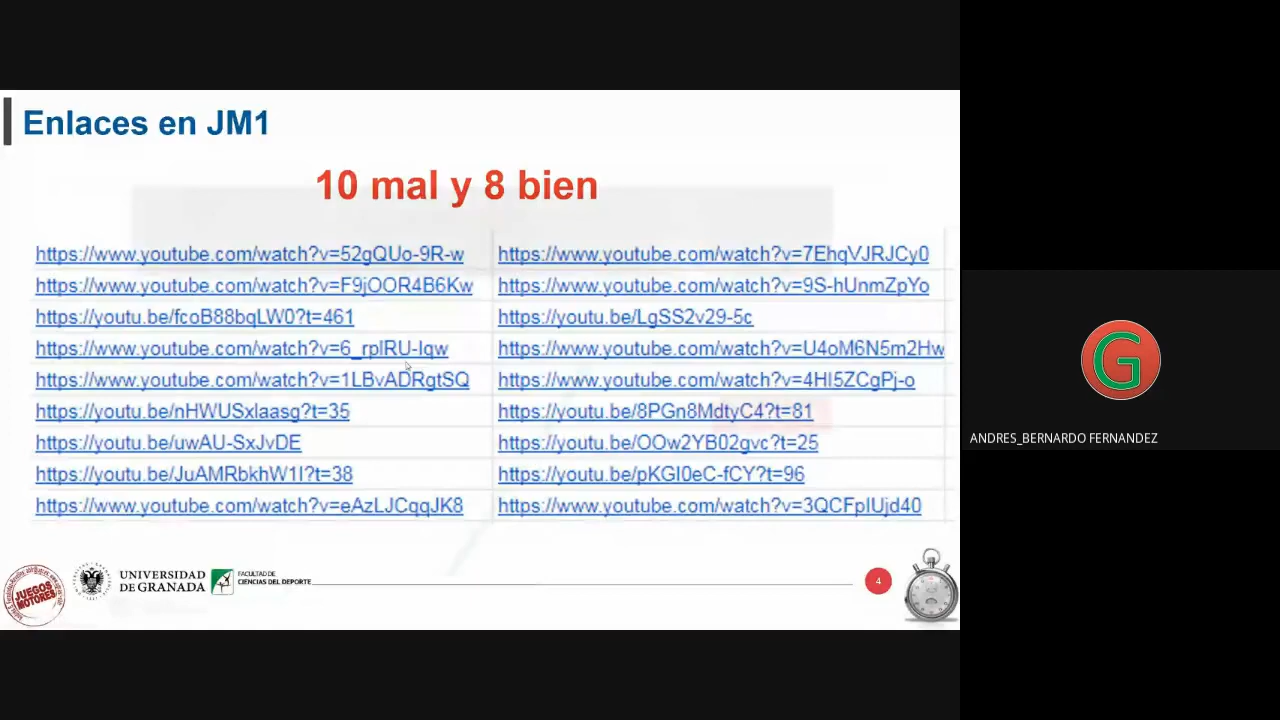 Enlaces en JM1
10 mal y 8 bien
https://www.youtube.com/watch?v=52gQUo-9R-w
https://www.youtube.com/watch?v=7EhqVJRJCy0
https://www.youtube.com/watch?v=F9jOOR4B6Kw
https://www.youtube.com/watch?v=9S-hUnmZpYo
https://youtu.be/fcoB88bqLW0?t=461
https://youtu.be/LgSS2v29-5c
https://www.youtube.com/watch?v=6_rplRU-Iqw
https://www.youtube.com/watch?v=U4oM6N5m2Hw
https://www.youtube.com/watch?v=1LBvADRgtSQ
https://www.youtube.com/watch?v=4HI5ZCgPj-o
https://youtu.be/nHWUSxlaasg?t=35
https://youtu.be/8PGn8MdtyC4?t=81
https://youtu.be/uwAU-SxJvDE
https://youtu.be/OOw2YB02gvc?t=25
https://youtu.be/JuAMRbkhW1I?t=38
https://youtu.be/pKGI0eC-fCY?t=96
https://www.youtube.com/watch?v=eAzLJCqqJK8
https://www.youtube.com/watch?v=3QCFpIUjd40
JUEGOS
MOTORES
UNIVERSIDAD
DE GRANADA
FACULTAD DE
CIENCIAS DEL DEPORTE
4
G
ANDRES_BERNARDO FERNANDEZ